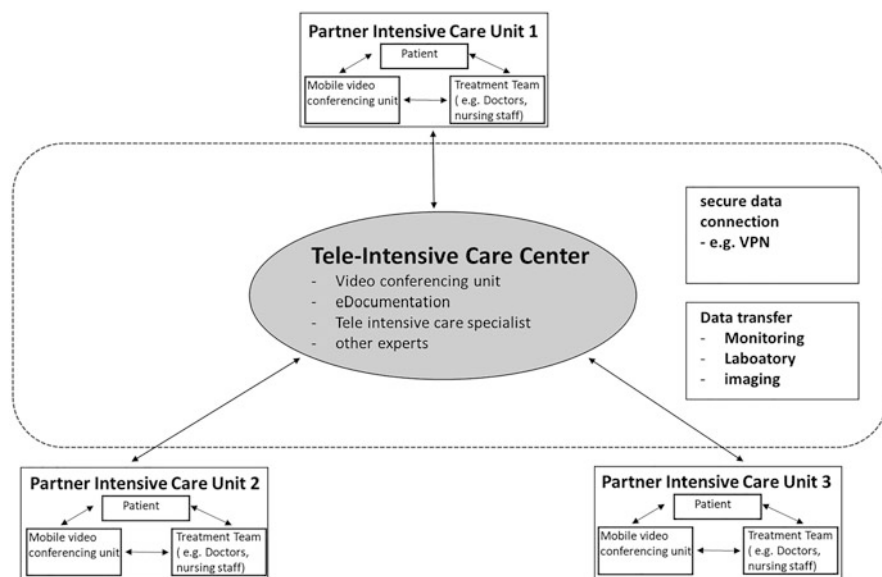 Partner Intensive Care Unit 1
Patient
Mobile video
conferencing unit
Treatment Team
( e.g. Doctors,
nursing staff)
secure data
connection
- e.g. VPN
Tele-Intensive Care Center
- Video conferencing unit
- eDocumentation
- Tele intensive care specialist
- other experts
Data transfer
- Monitoring
- Laboatory
- imaging
Partner Intensive Care Unit 2
Patient
Mobile video
conferencing unit
Treatment Team
( e.g. Doctors,
nursing staff)
Partner Intensive Care Unit 3
Patient
Mobile video
conferencing unit
Treatment Team
( e.g. Doctors,
nursing staff)